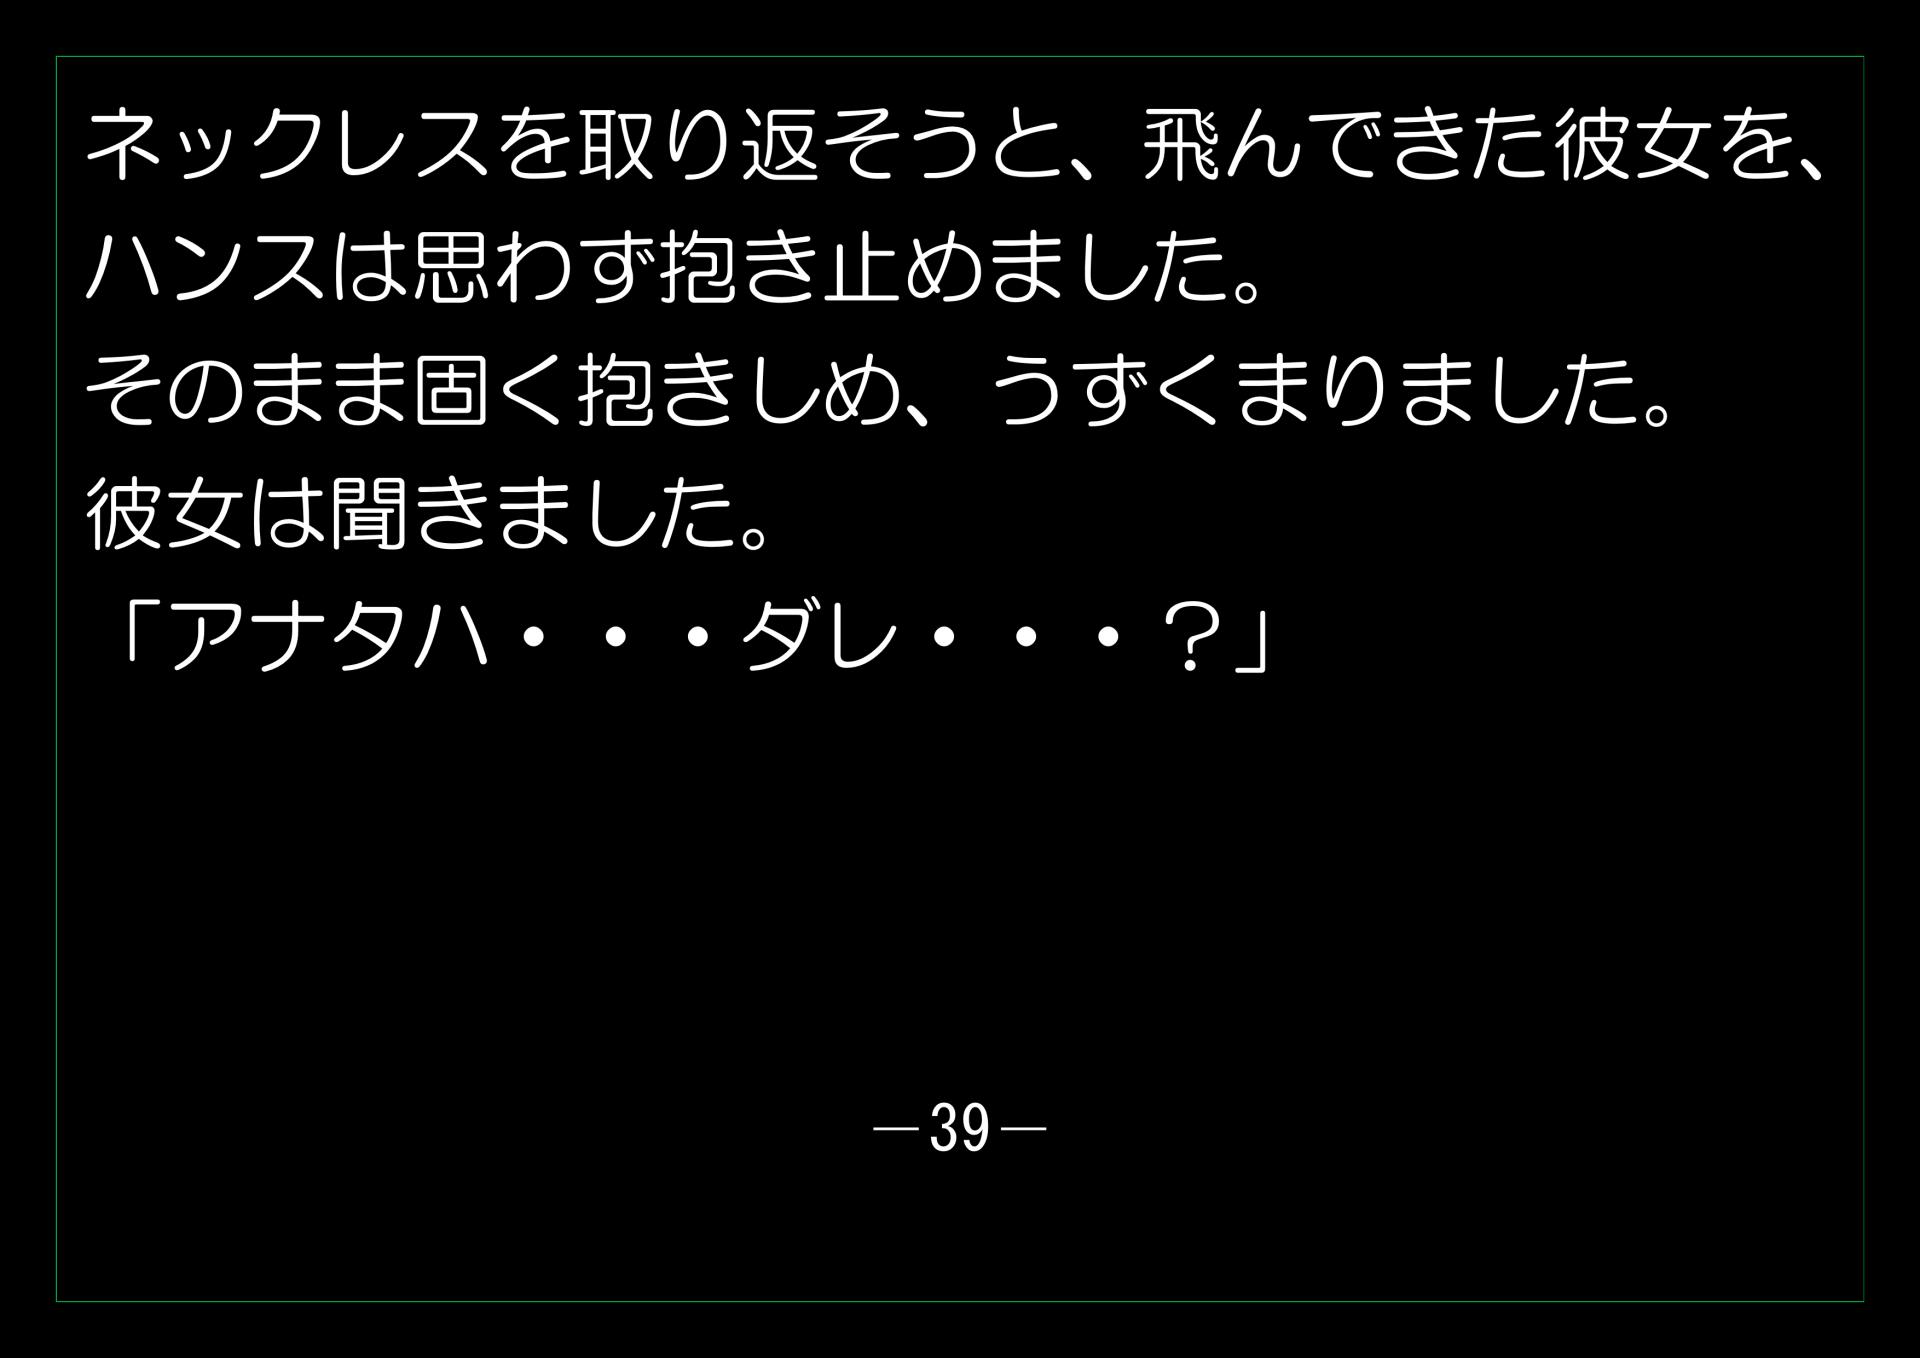 ネックレスを取り返そうと、飛んできた彼女を、
ハンスは思わず抱き止めました。
そのまま固く抱きしめ、うずくまりました。
彼女は聞きました。
「アナタハ・・・ダレ・・・？」
―39―